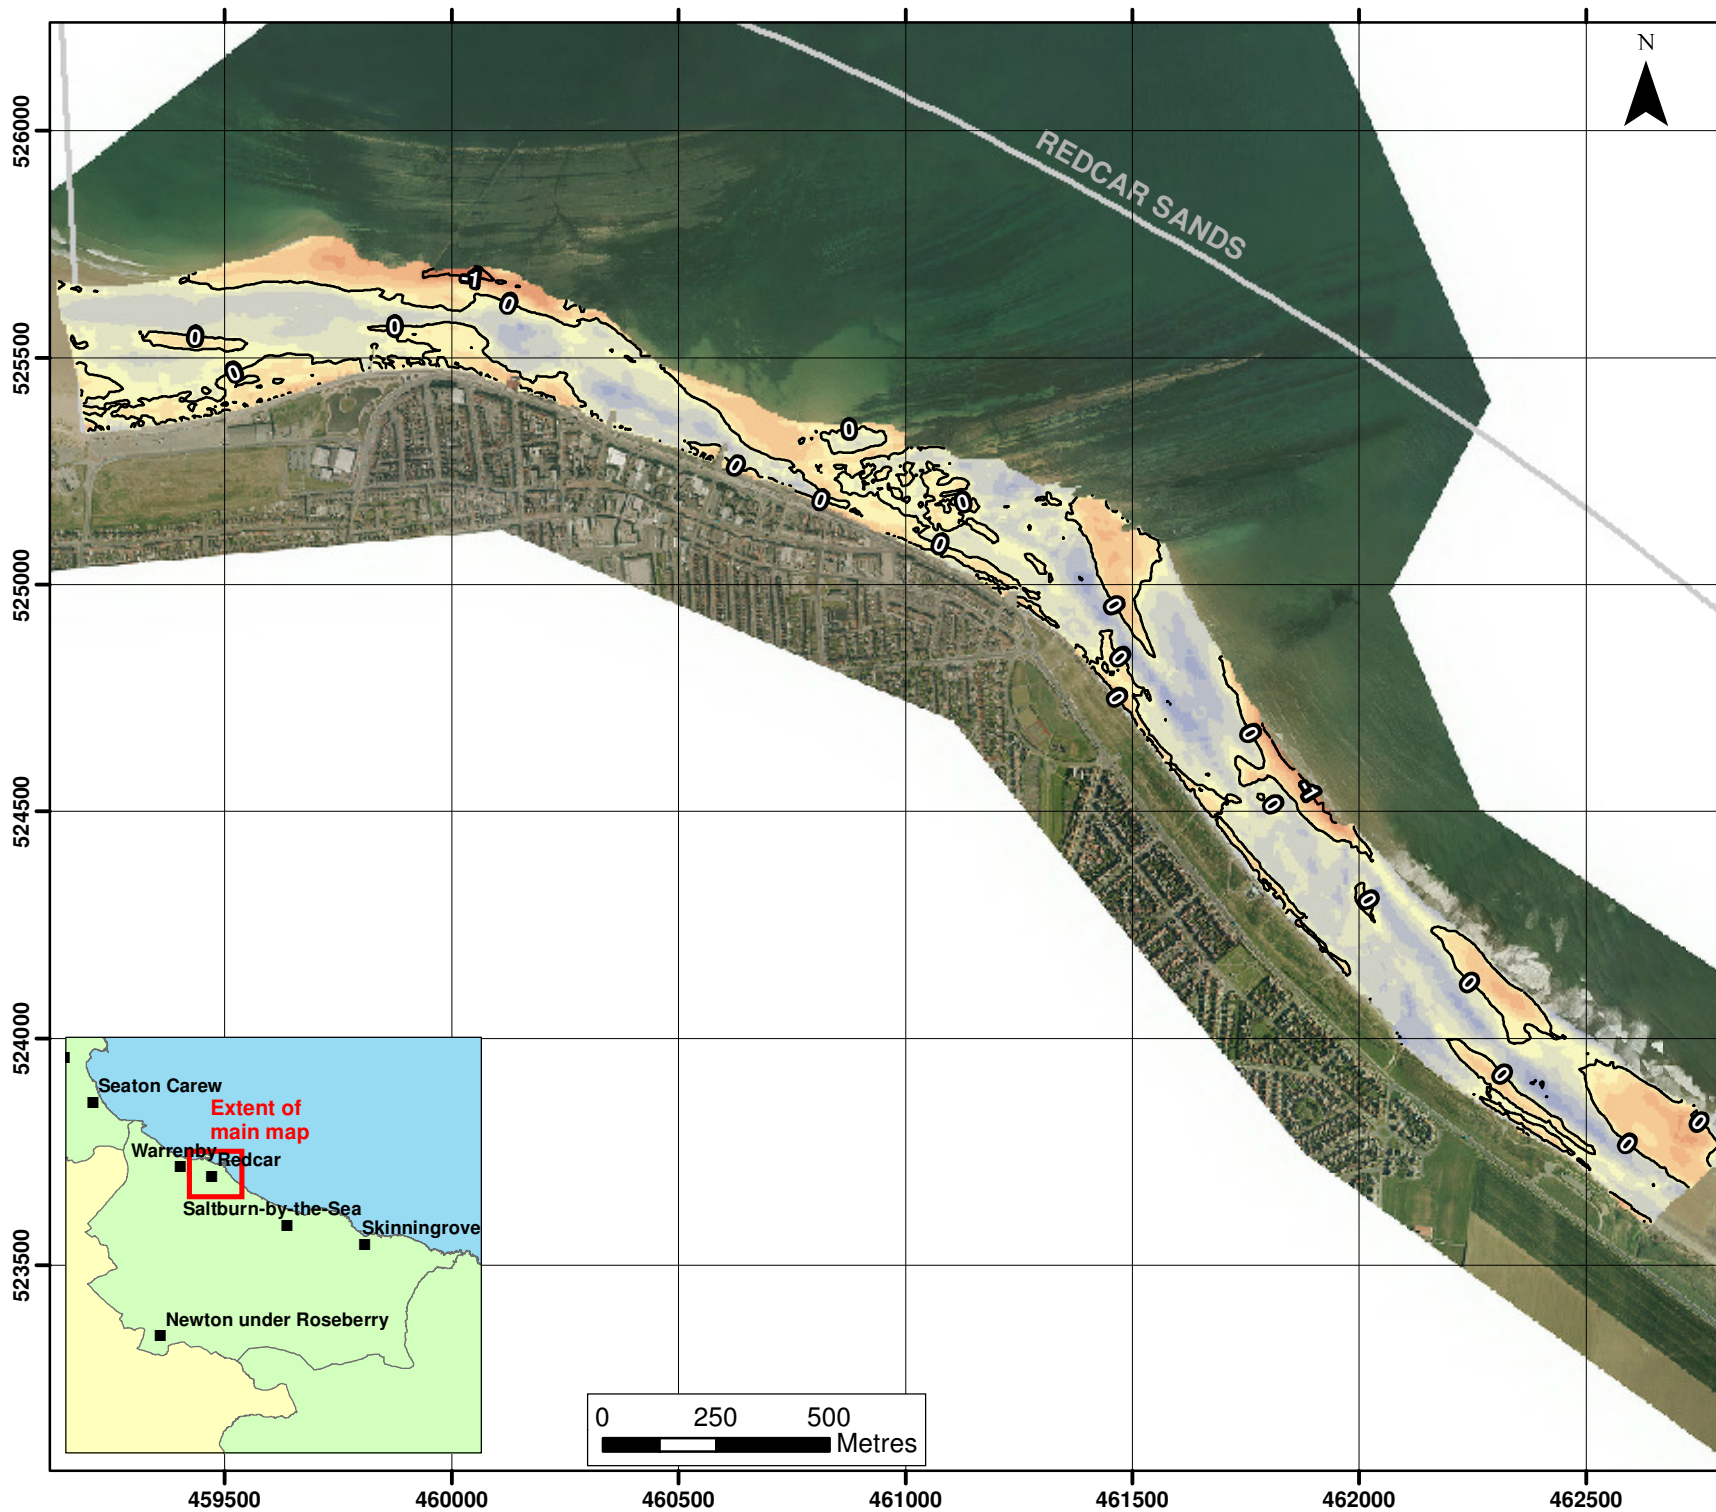 N
526000
REDCAR SANDS
-1
0
0
0
0
525500
0
0
0
0
0
525000
0
0
0
0
-1
0
524500
0
0
524000
0
0
0
523500
Seaton Carew
Extent of
main map
Warrenby
Redcar
Saltburn-by-the-Sea
Skinningrove
Newton under Roseberry
0 250 500
Metres
459500 460000 460500 461000 461500 462000 462500